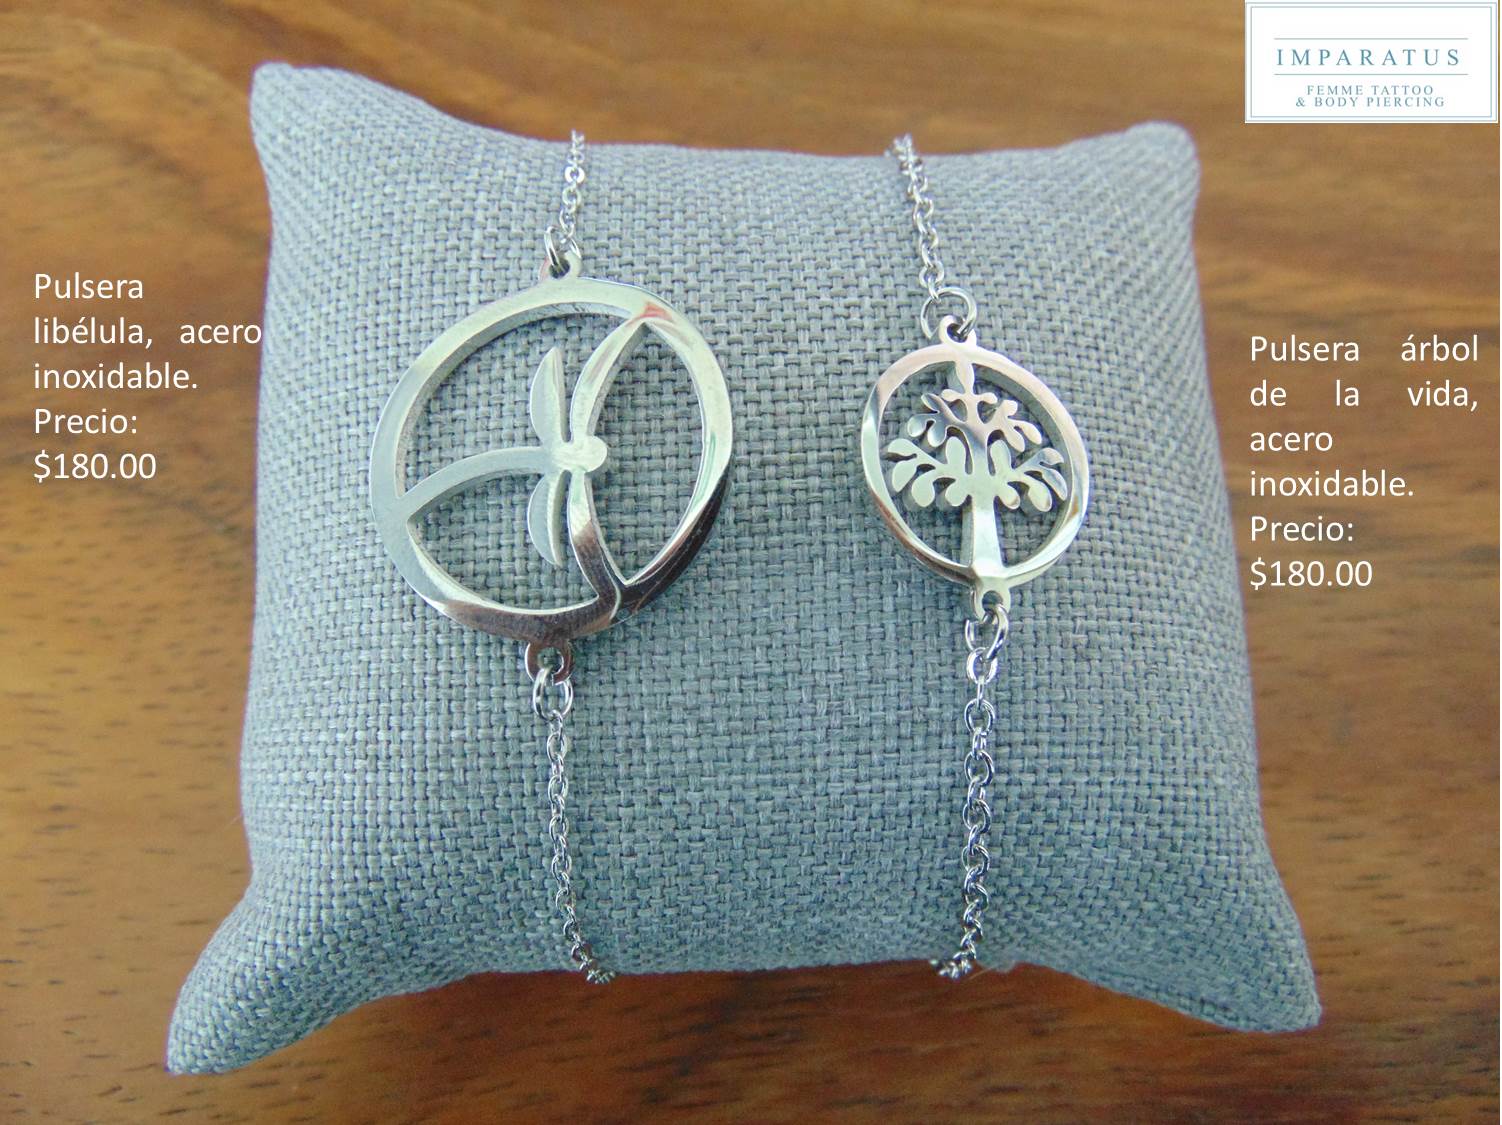 IMPARATUS
FEMME TATTOO
& BODY PIERCING
Pulsera
libélula, acero
inoxidable.
Precio:
$180.00
Pulsera árbol
de la vida,
acero
inoxidable.
Precio:
$180.00